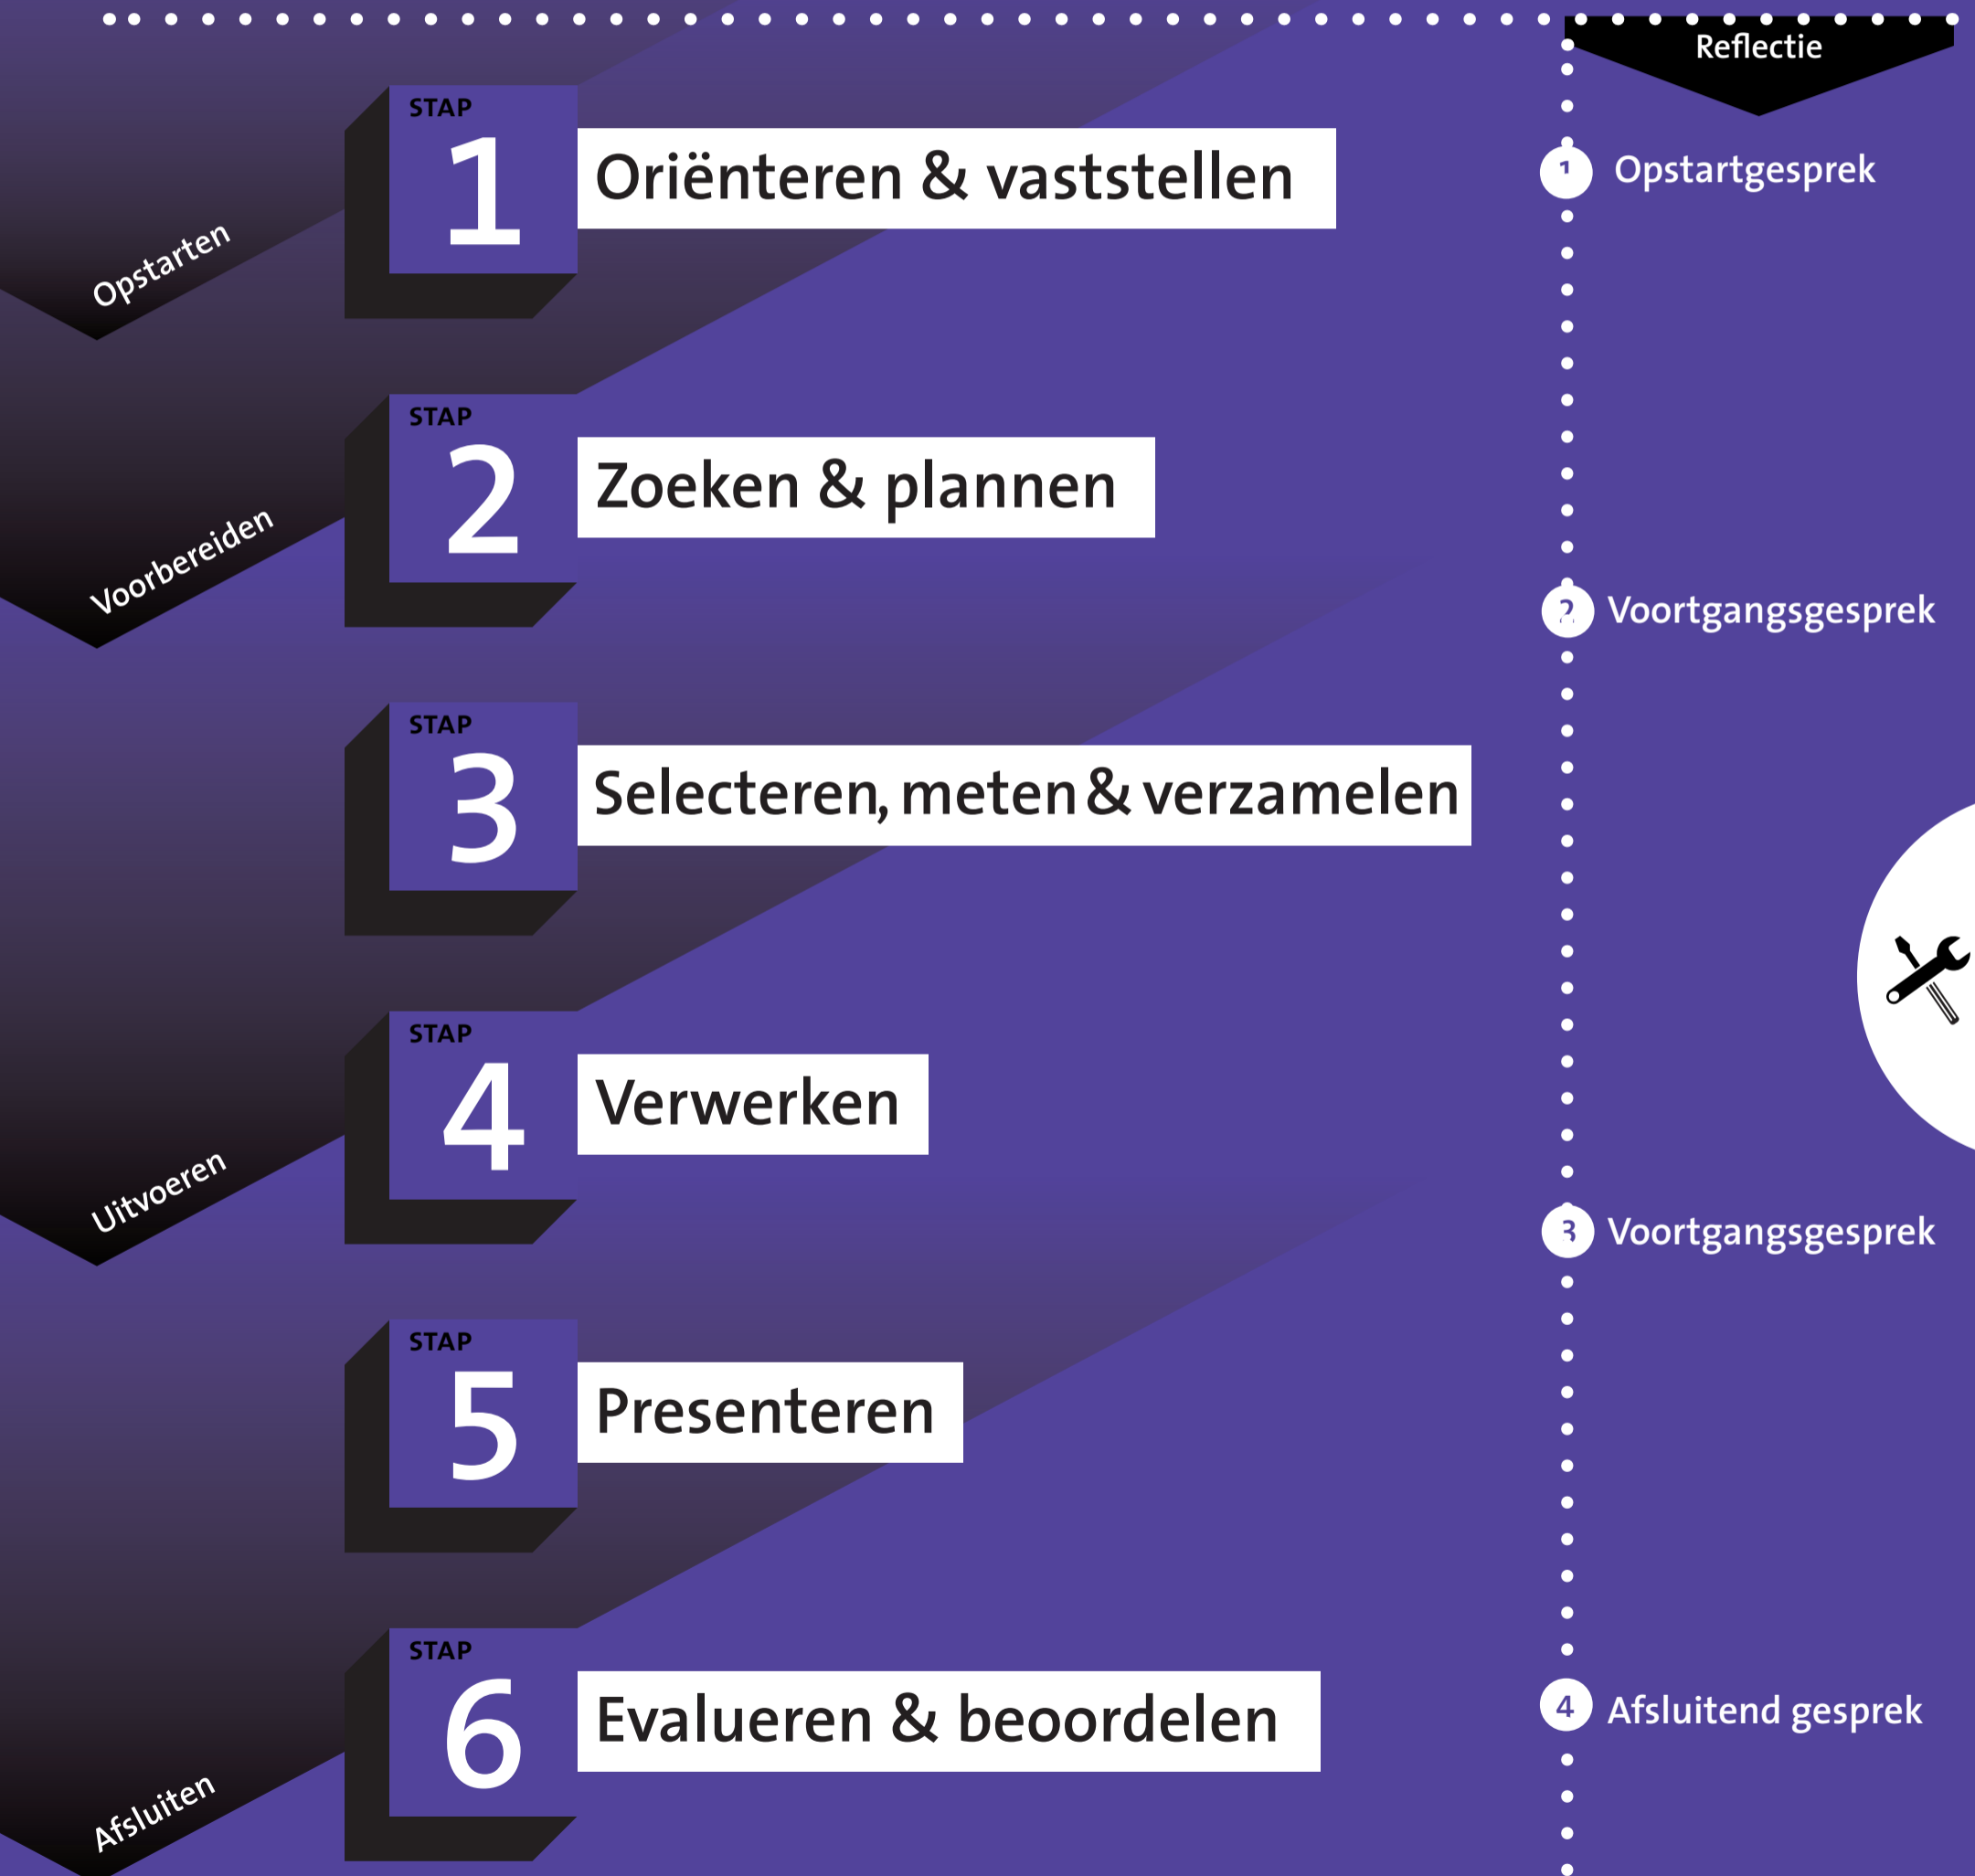 Reflectie
STAP
1
Oriënteren & vaststellen
1 Opstartgesprek
Opstarten
STAP
2
Zoeken & plannen
Voorbereiden
2 Voortgangsgesprek
STAP
3
Selecteren, meten & verzamelen
STAP
4
Verwerken
Uitvoeren
3 Voortgangsgesprek
STAP
5
Presenteren
STAP
6
Evalueren & beoordelen
4 Afsluitend gesprek
Afsluiten